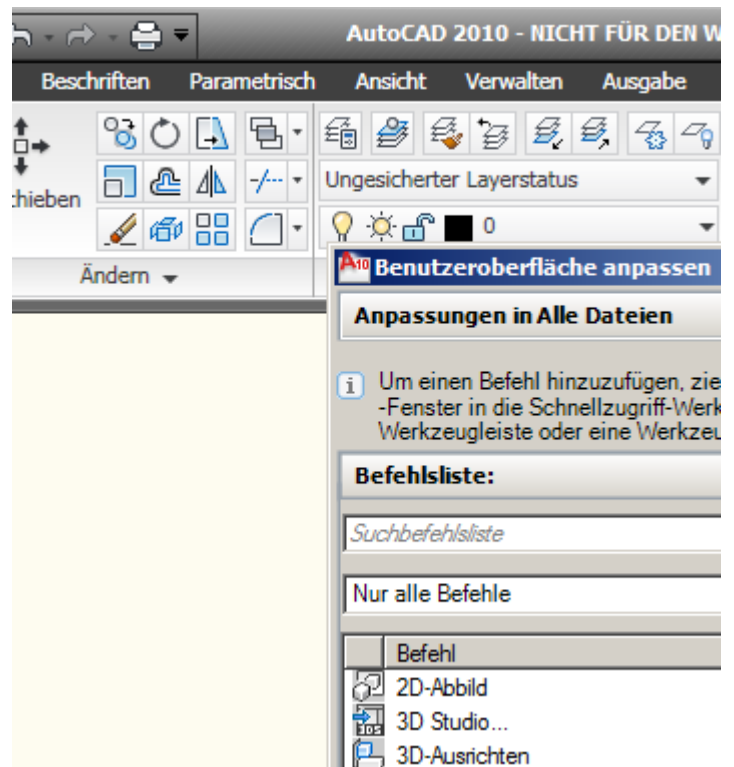 AutoCAD 2010 - NICHT FÜR DEN W
Beschriften Parametrisch Ansicht Verwalten Ausgabe
chieben
Ungesicherter Layerstatus
0
Ändern
A10 Benutzeroberfläche anpassen
Anpassungen in Alle Dateien
Um einen Befehl hinzuzufügen, zie
-Fenster in die Schnellzugriff-Werk
Werkzeugleiste oder eine Werkzeu
Befehlsliste:
Suchbefehlsliste
Nur alle Befehle
Befehl
2D-Abbild
3D Studio...
3D-Ausrichten